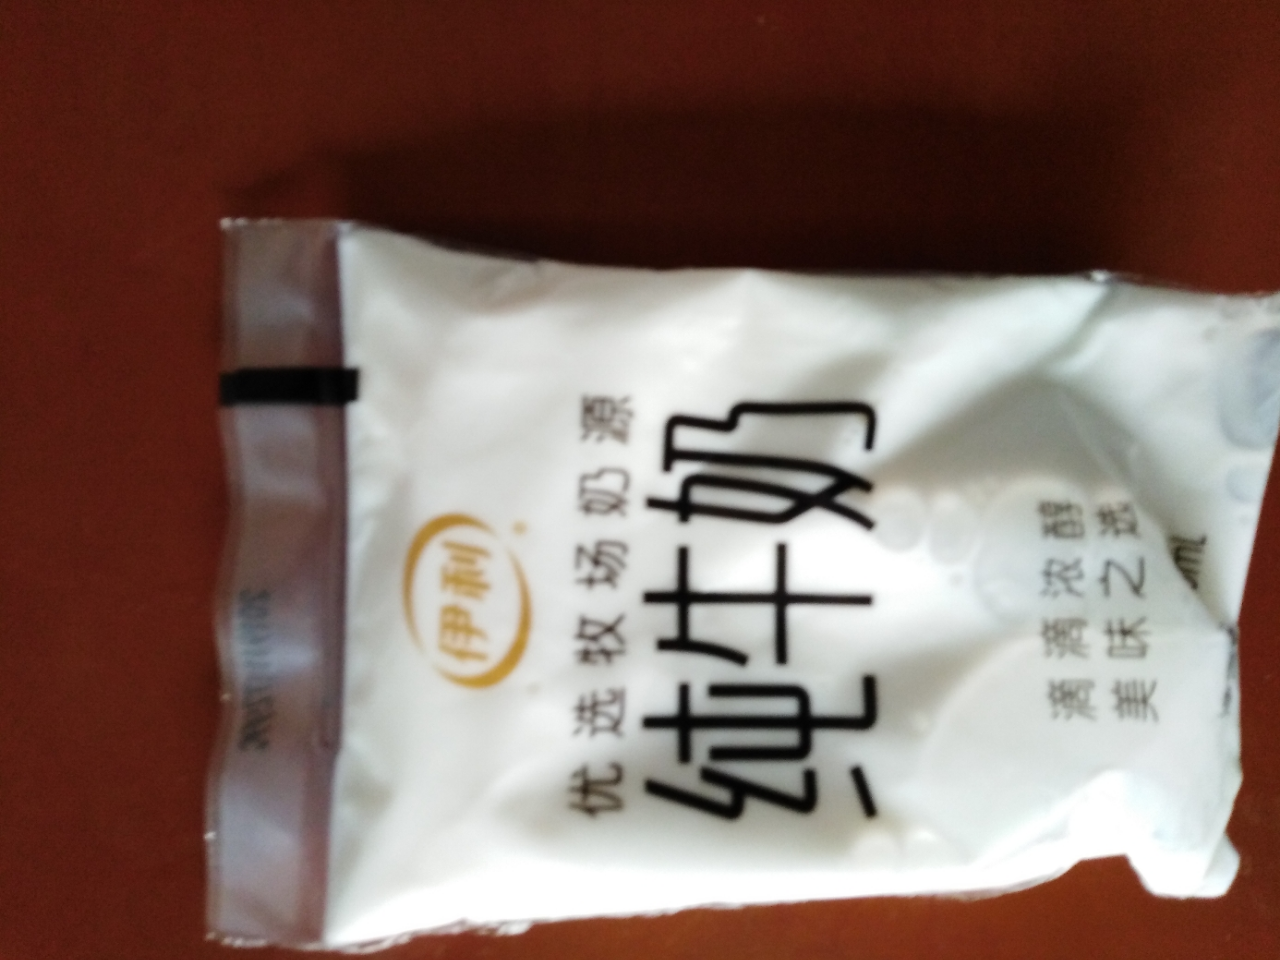 伊利
优选牧场奶源
纯牛奶
滴滴浓醇
美味之选